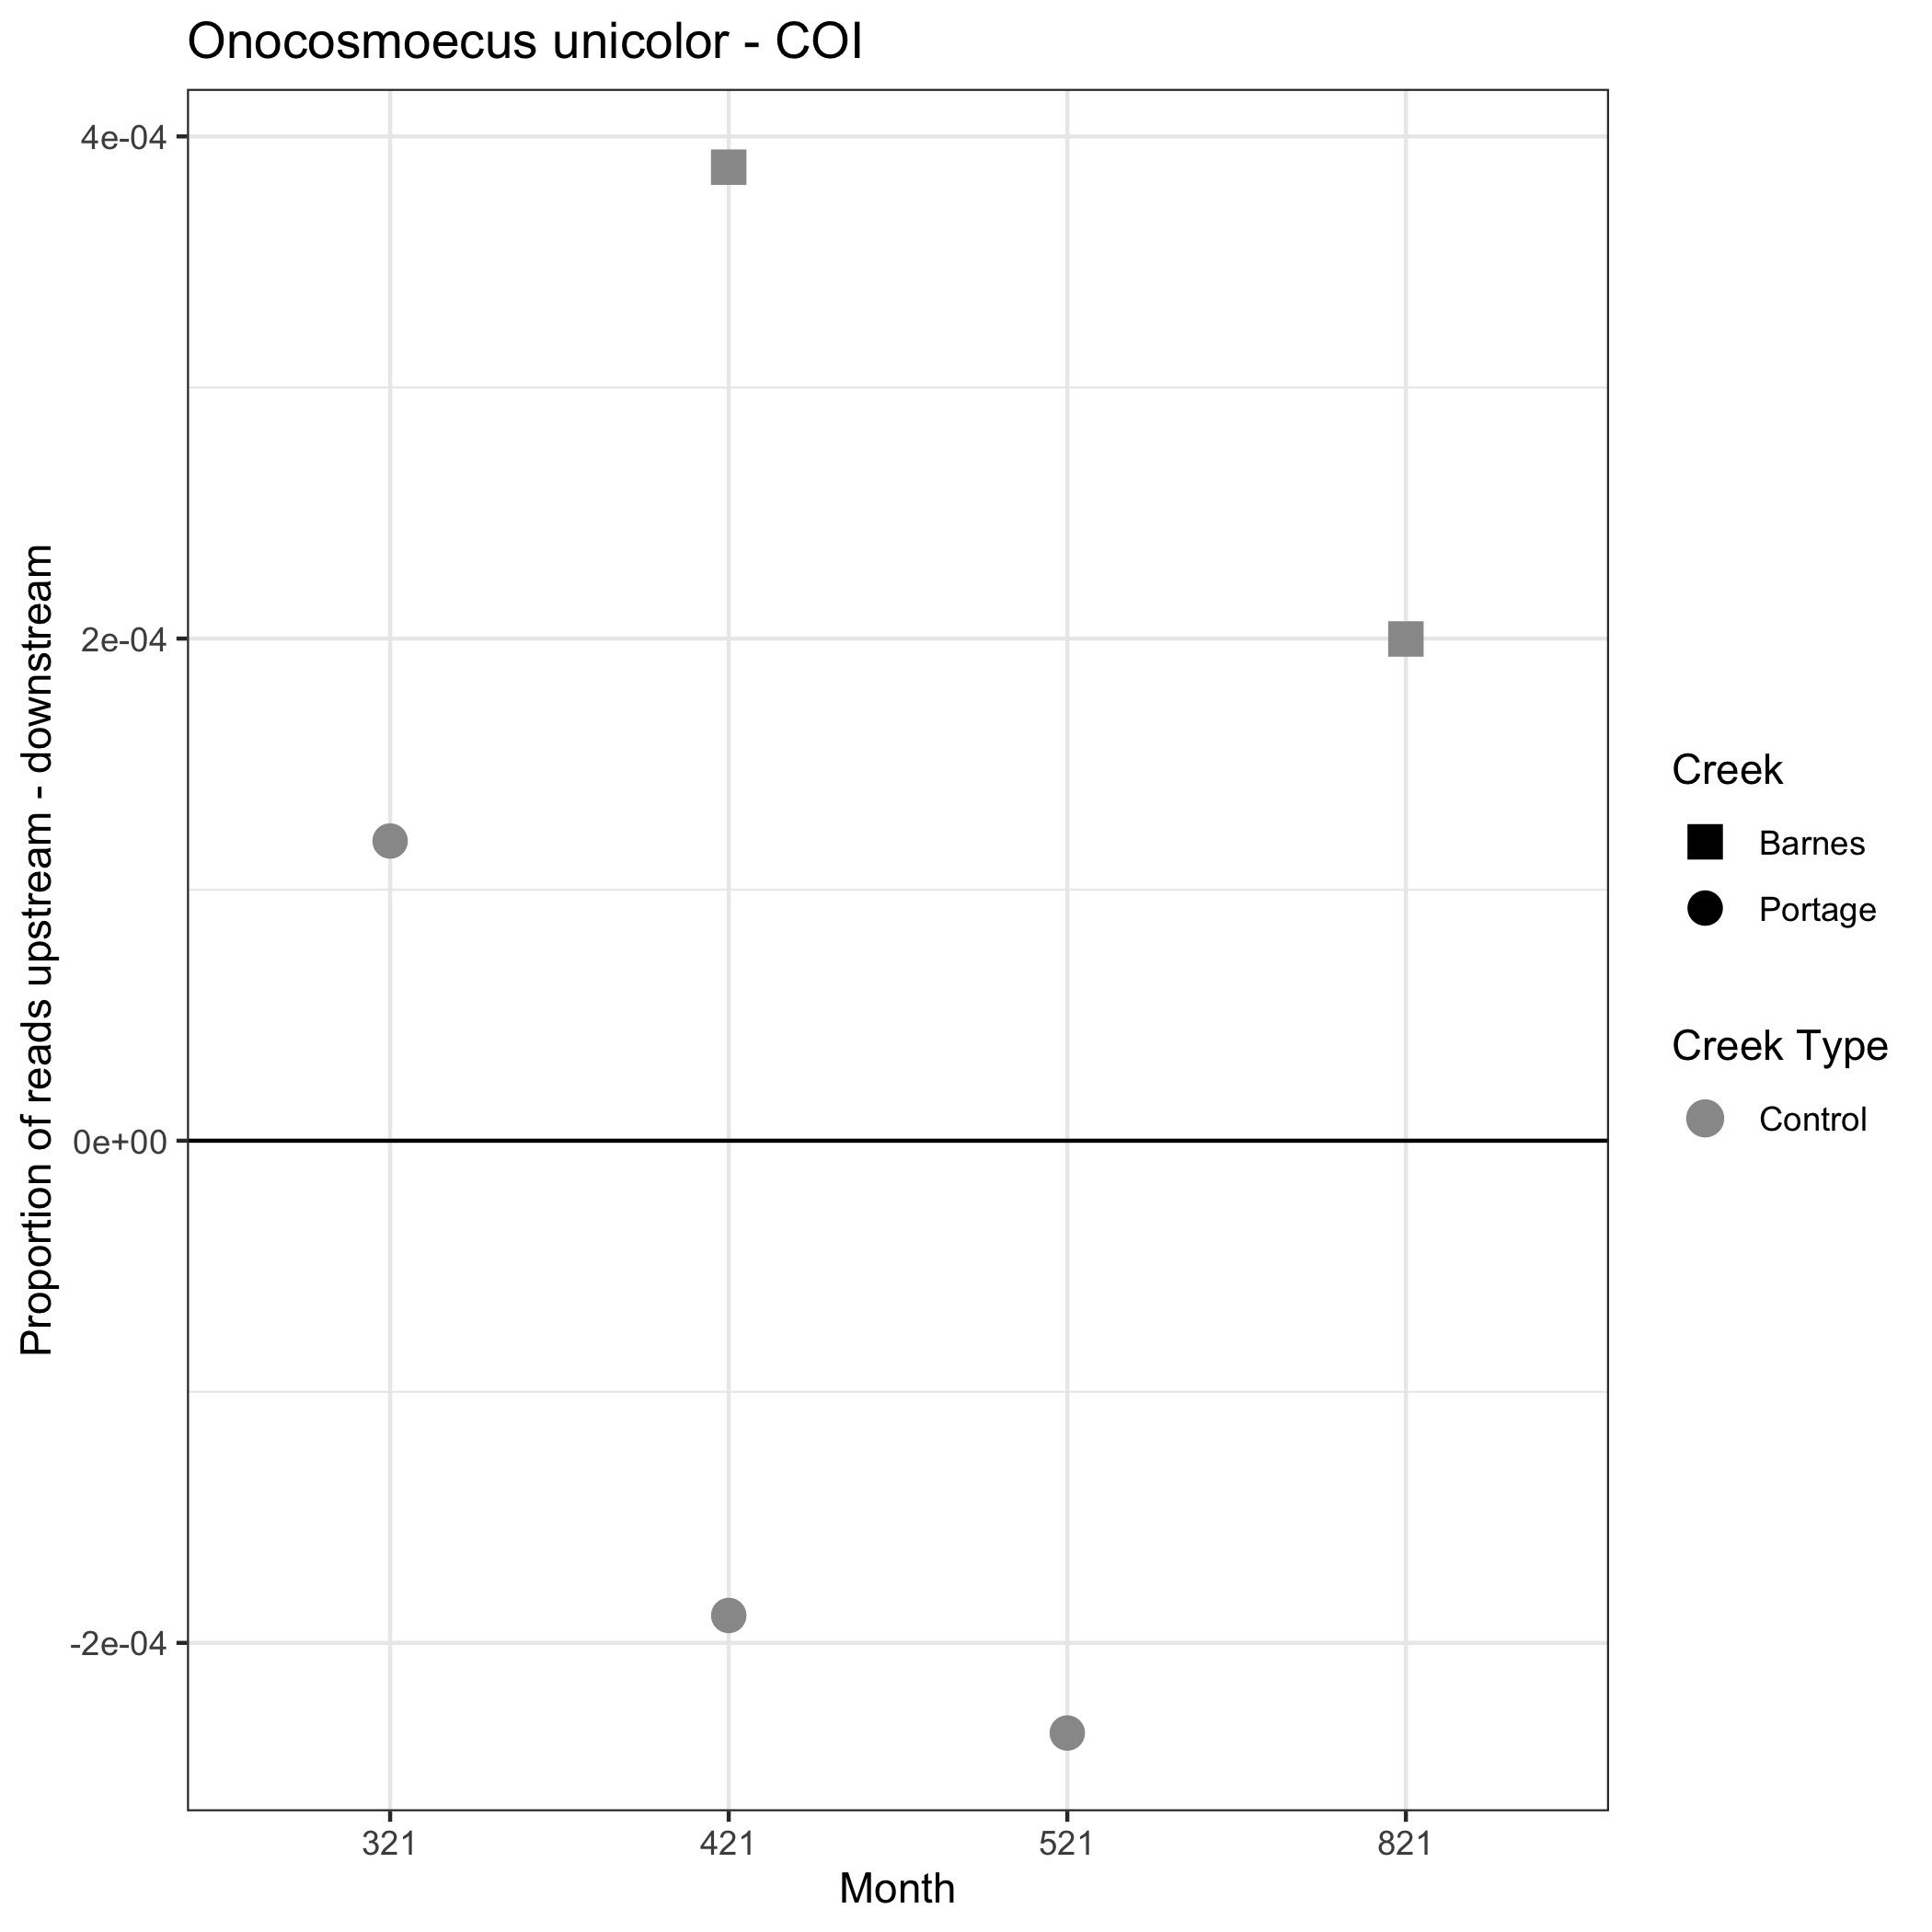 Onocosmoecus unicolor - COI
Proportion of reads upstream - downstream
4e-04
2e-04
0e+00
-2e-04
321
421
521
821
Month
Creek
Barnes
Portage
Creek Type
Control